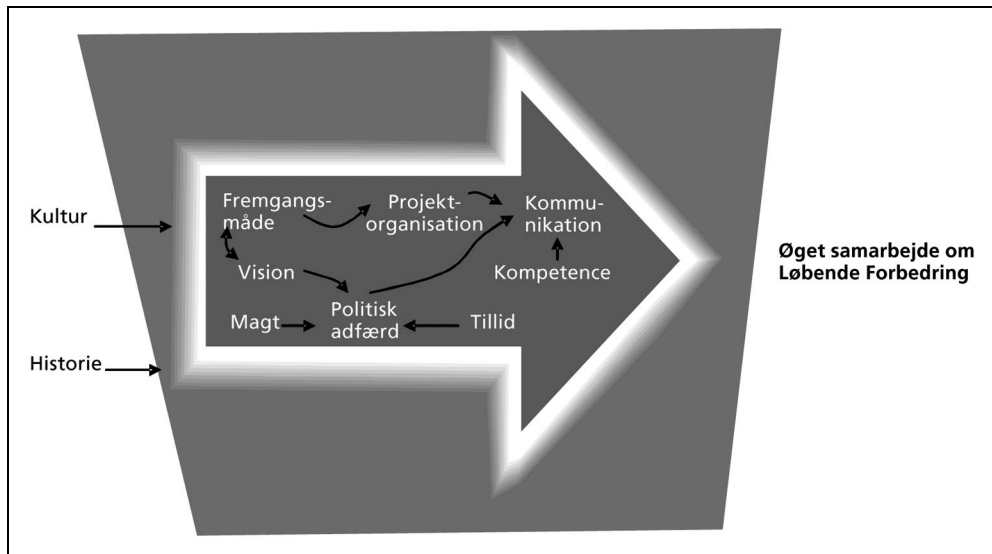 Kultur
Historie
Fremgangs-
måde
Projekt-
organisation
Kommu-
nikation
Vision
Kompetence
Magt
Politisk
adfærd
Tillid
Øget samarbejde om
Løbende Forbedring